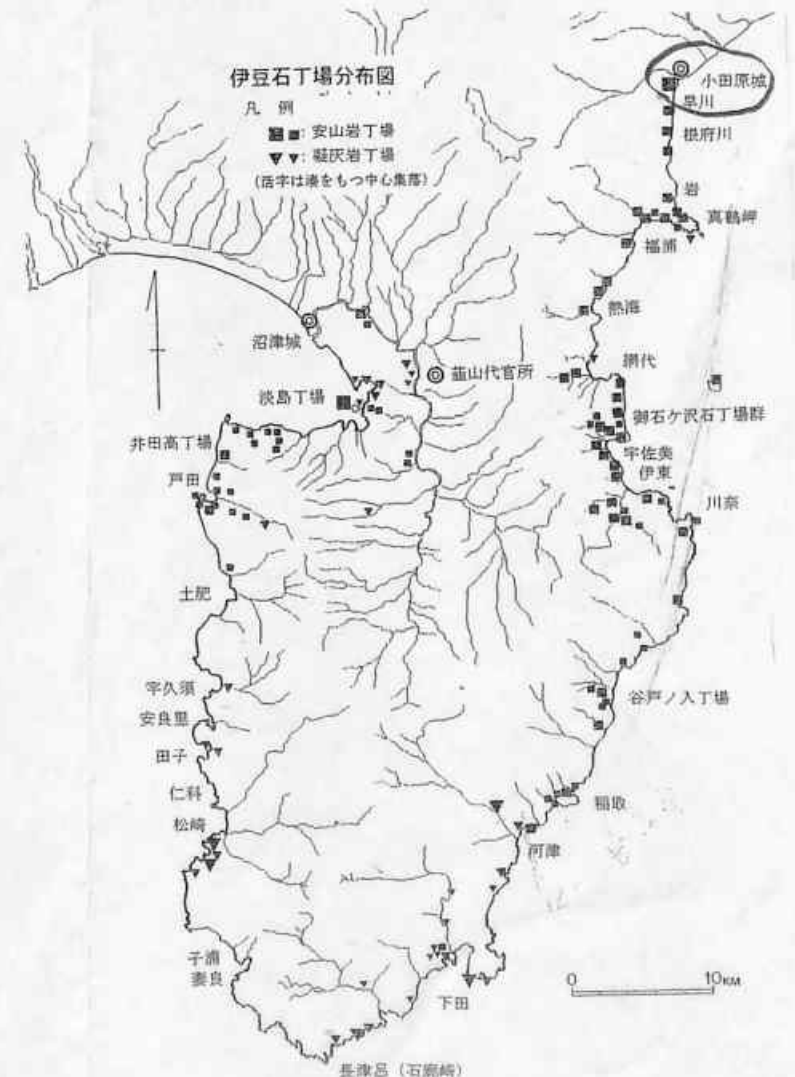 伊豆石丁場分布図
凡 例
安山岩丁場
凝灰岩丁場
(活字は湊をもつ中心集落)
小田原城
早川
根府川
岩
真鶴岬
福浦
熱海
沼津城
韮山代官所
網代
淡島丁場
御石ケ沢石丁場群
井田高丁場
宇佐美
伊東
戸田
川奈
土肥
宇久須
谷戸ノ入丁場
安良里
田子
仁科
稲取
松崎
河津
子浦
妻良
下田
0 10KM
長津呂(石廊崎)